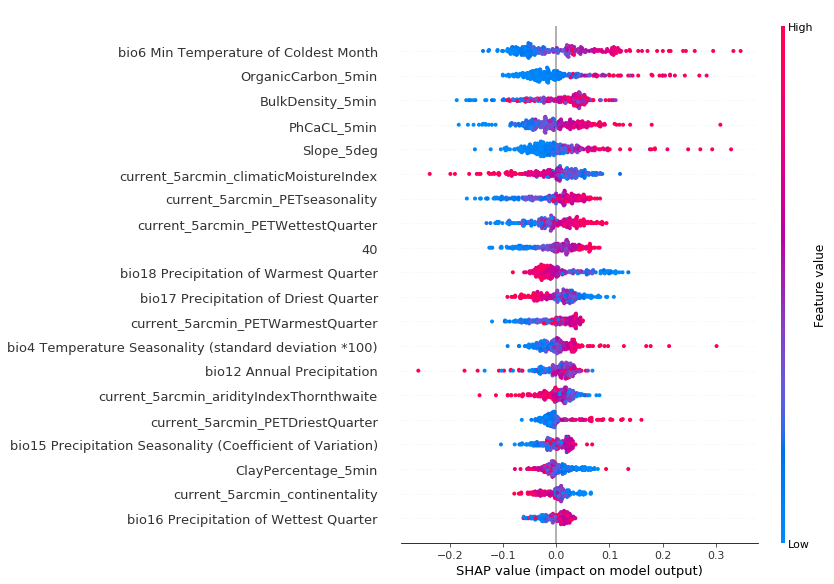 High
bio6 Min Temperature of Coldest Month
OrganicCarbon_5min
BulkDensity_5min
PhCaCL_5min
Slope_5deg
current_5arcmin_climaticMoistureIndex
current_5arcmin_PETseasonality
current_5arcmin_PETWettestQuarter
40
bio18 Precipitation of Warmest Quarter
bio17 Precipitation of Driest Quarter
current_5arcmin_PETWarmestQuarter
bio4 Temperature Seasonality (standard deviation *100)
bio12 Annual Precipitation
current_5arcmin_aridityIndexThornthwaite
current_5arcmin_PETDriestQuarter
bio15 Precipitation Seasonality (Coefficient of Variation)
ClayPercentage_5min
current_5arcmin_continentality
bio16 Precipitation of Wettest Quarter
Feature value
Low
−0.2 −0.1 0.0 0.1 0.2 0.3
SHAP value (impact on model output)